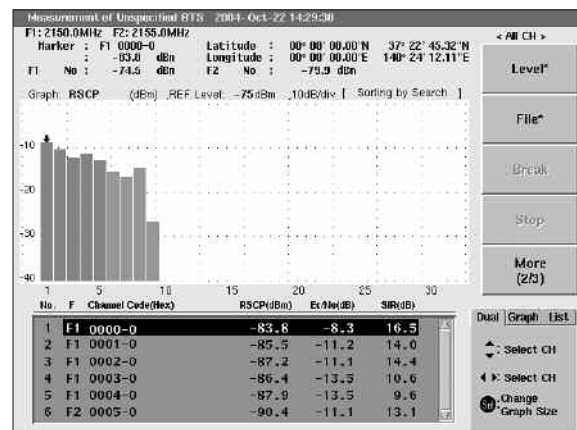 Measurement of Unspecified BTS 2004-Oct-22 14:29:30
F1: 2150.0MHz F2: 2155.0MHz
Marker : F1 0000-0 Latitude : 00° 00' 00.00"N 37° 22' 45.32"N
: -83.8 dBm Longitude : 00° 00' 00.00"E 140° 24' 12.11"E
F1 No : -74.5 dBm F2 No : -79.9 dBm
Graph: RSCP (dBm) ,REF Level: -75dBm ,10dB/div [ Sorting by Search ]
-10
-20
-30
-40
1 5 10 15 20 25 30
No. F Channel Code(Hex) RSCP(dBm) Ec/No(dB) SIR(dB)
1 F1 0000-0 -83.8 -8.3 16.5
2 F1 0001-0 -85.5 -11.2 14.0
3 F1 0002-0 -87.2 -11.1 14.4
4 F1 0003-0 -86.4 -13.5 10.6
5 F1 0004-0 -87.9 -13.5 9.6
6 F2 0005-0 -90.4 -11.1 13.1
< All CH >
Level*
File*
Break
Stop
More
(2/3)
Dual Graph List
: Select CH
: Select CH
Set :Change
Graph Size